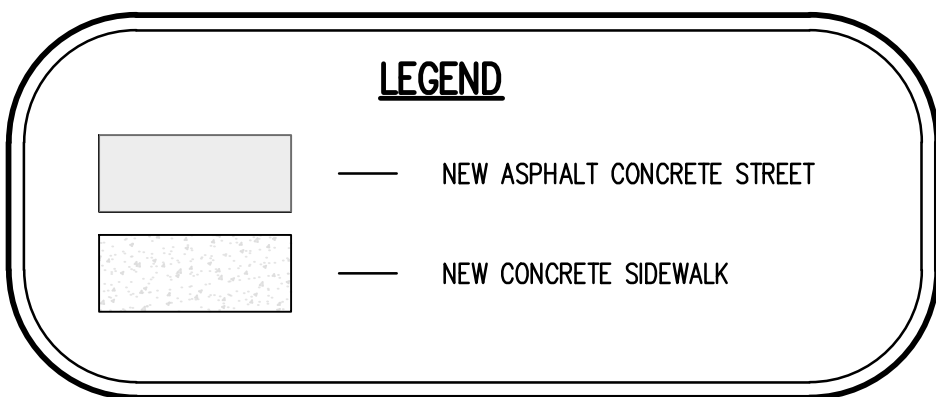 LEGEND
NEW ASPHALT CONCRETE STREET
NEW CONCRETE SIDEWALK